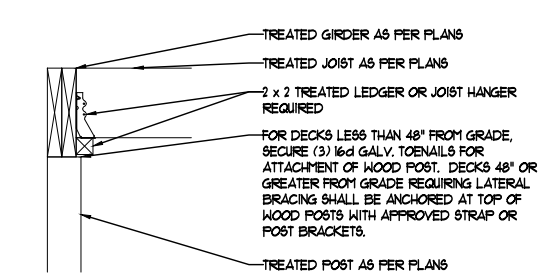 TREATED GIRDER AS PER PLANS
TREATED JOIST AS PER PLANS
2 x 2 TREATED LEDGER OR JOIST HANGER
REQUIRED
FOR DECKS LESS THAN 48" FROM GRADE,
SECURE (3) 16d GALV. TOENAILS FOR
ATTACHMENT OF WOOD POST. DECKS 48" OR
GREATER FROM GRADE REQUIRING LATERAL
BRACING SHALL BE ANCHORED AT TOP OF
WOOD POSTS WITH APPROVED STRAP OR
POST BRACKETS.
TREATED POST AS PER PLANS